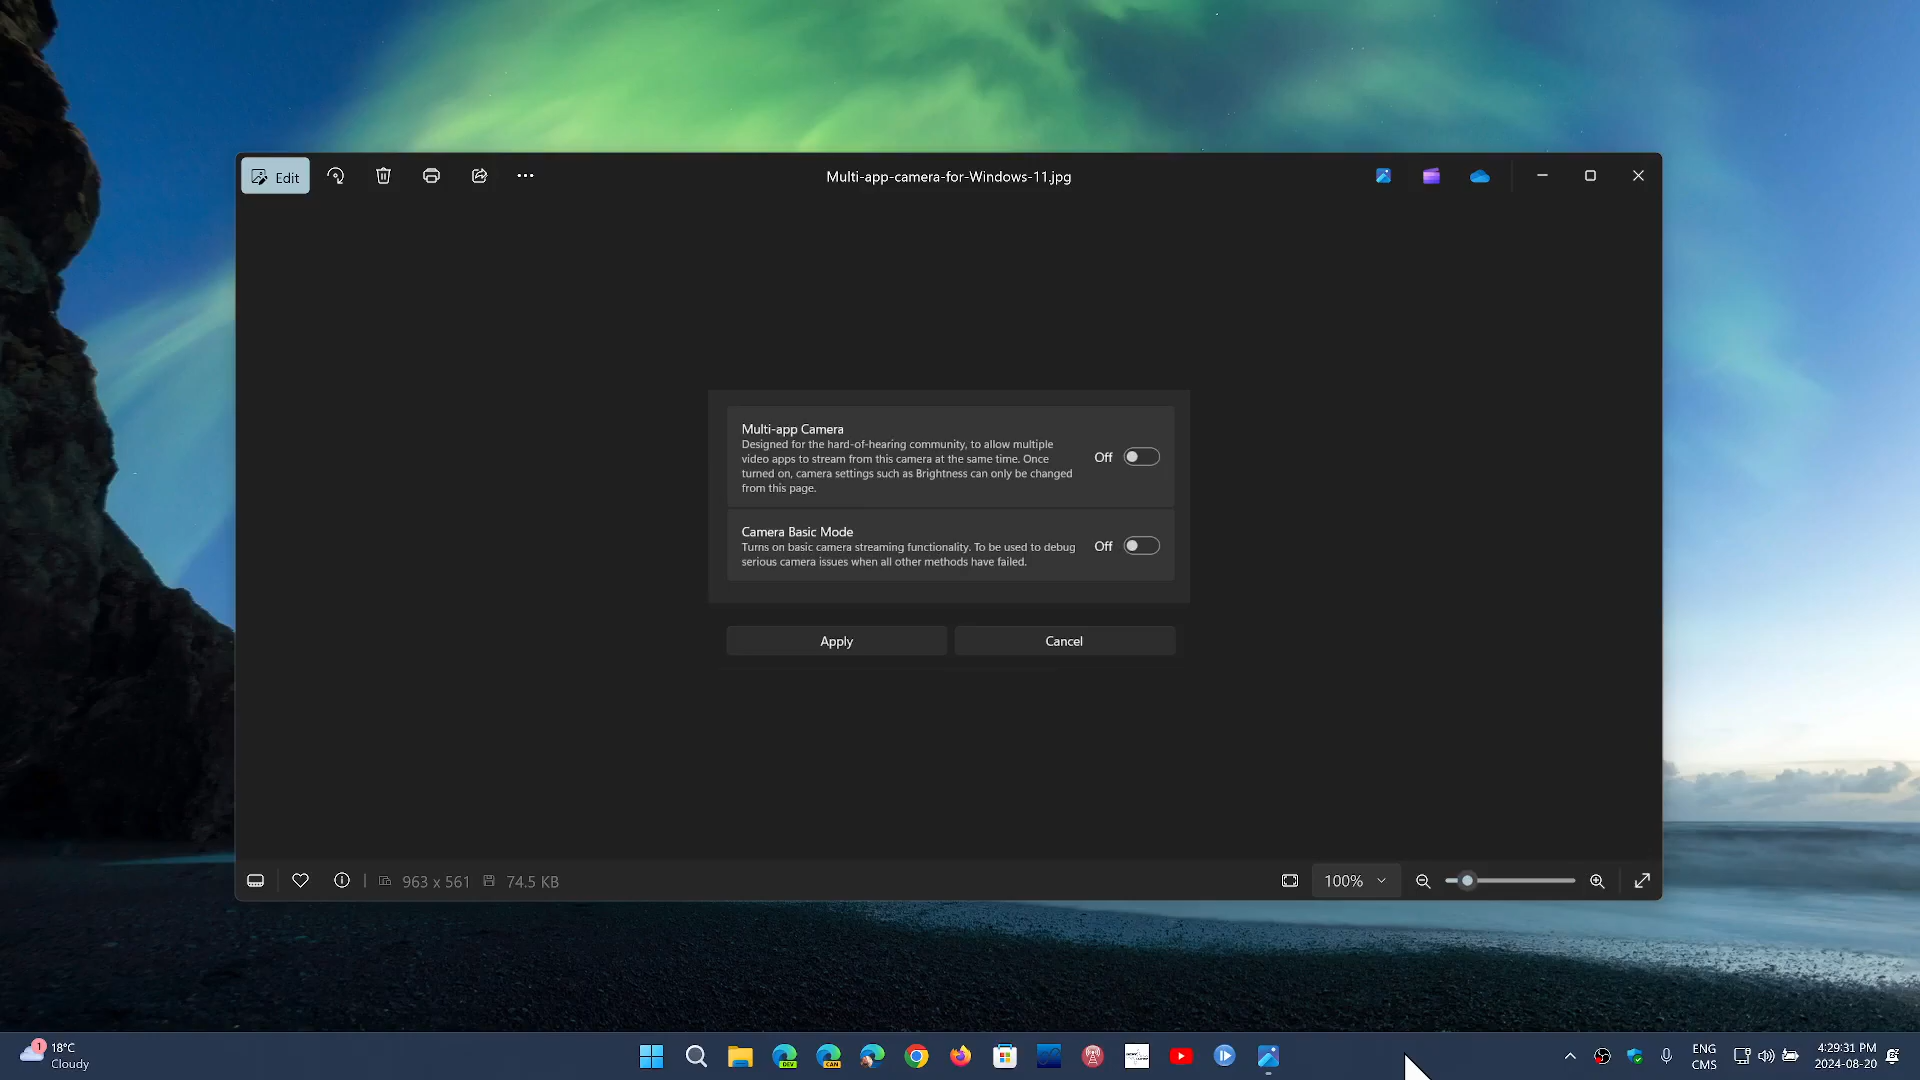 Edit
Multi-app-camera-for-Windows-11.jpg
Multi-app Camera
Designed for the hard-of-hearing community, to allow multiple
video apps to stream from this camera at the same time. Once
turned on, camera settings such as Brightness can only be changed
from this page.
Off
Camera Basic Mode
Turns on basic camera streaming functionality. To be used to debug
serious camera issues when all other methods have failed.
Off
Apply
Cancel
963 x 561
74.5 KB
100%
1
18°C
Cloudy
DEV
CAN
ENG
CMS
4:29:31 PM
2024-08-20